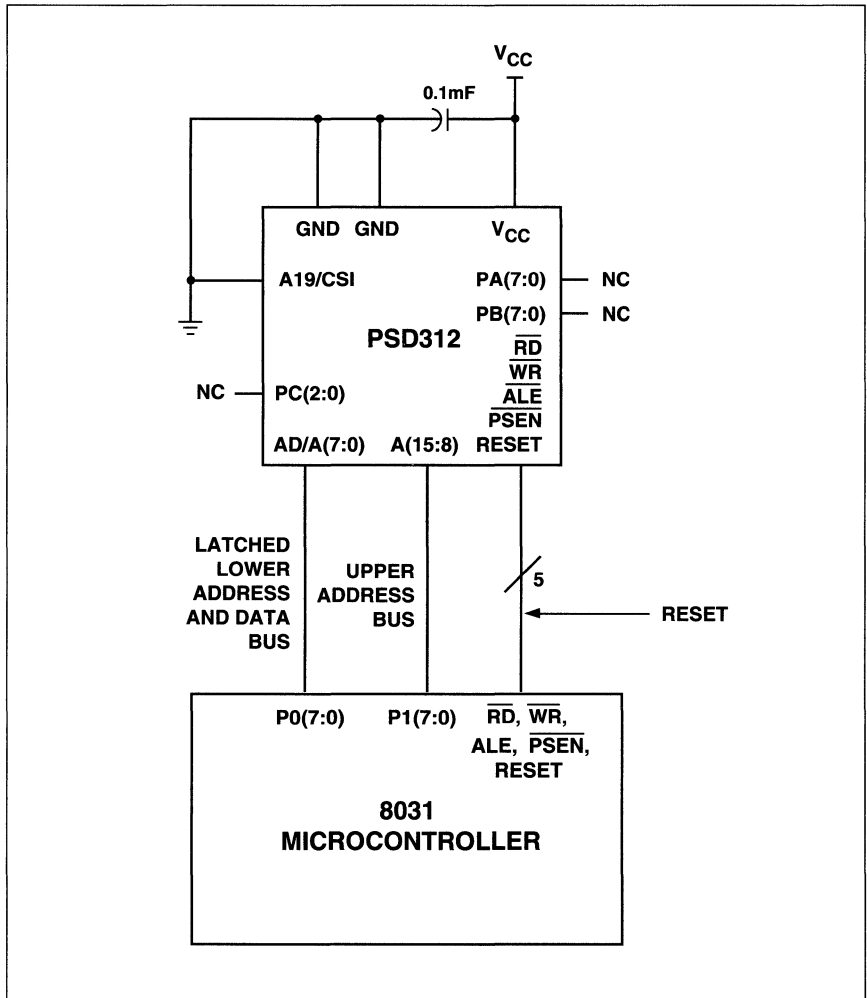 VCC
0.1mF
GND GND VCC
A19/CSI
PA(7:0) NC
PB(7:0) NC
PSD312
RD
WR
ALE
PSEN
NC PC(2:0)
AD/A(7:0) A(15:8) RESET
LATCHED
LOWER
ADDRESS
AND DATA
BUS
UPPER
ADDRESS
BUS
5
RESET
P0(7:0) P1(7:0) RD, WR,
ALE, PSEN,
RESET
8031
MICROCONTROLLER